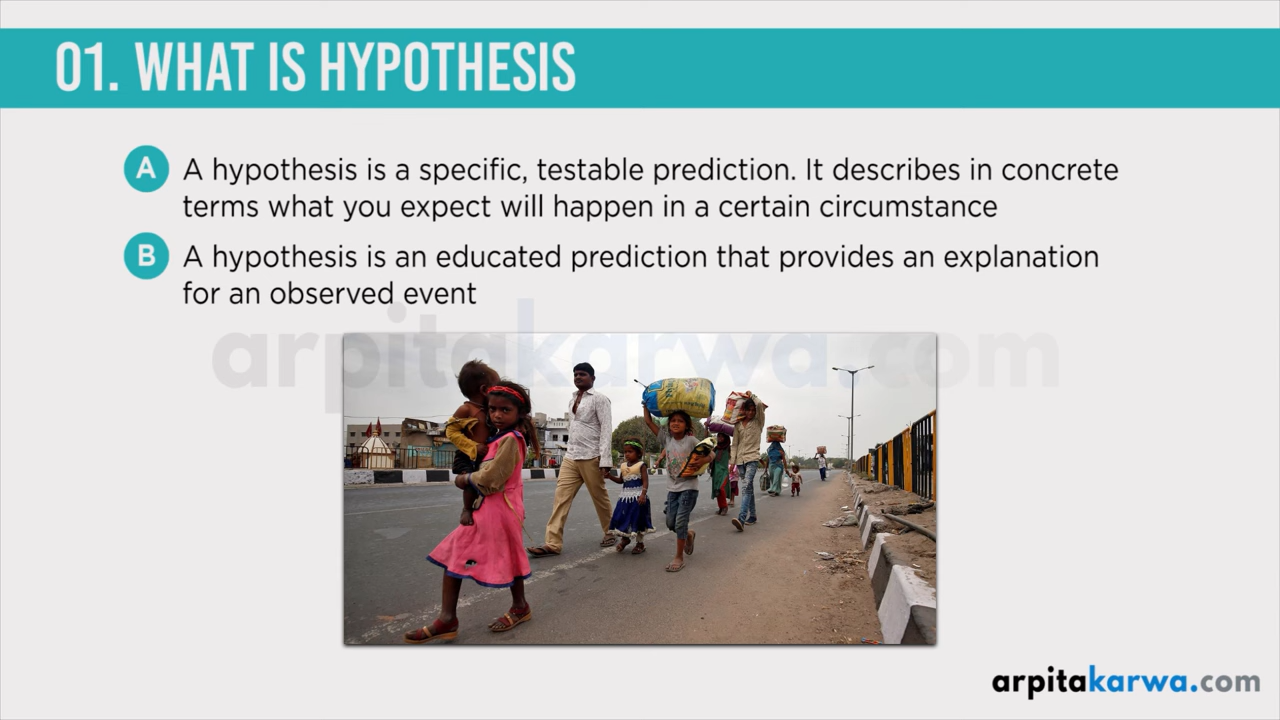 01. WHAT IS HYPOTHESIS
A A hypothesis is a specific, testable prediction. It describes in concrete
terms what you expect will happen in a certain circumstance
B A hypothesis is an educated prediction that provides an explanation
for an observed event
arpitakarwa.com
arpitakarwa.com